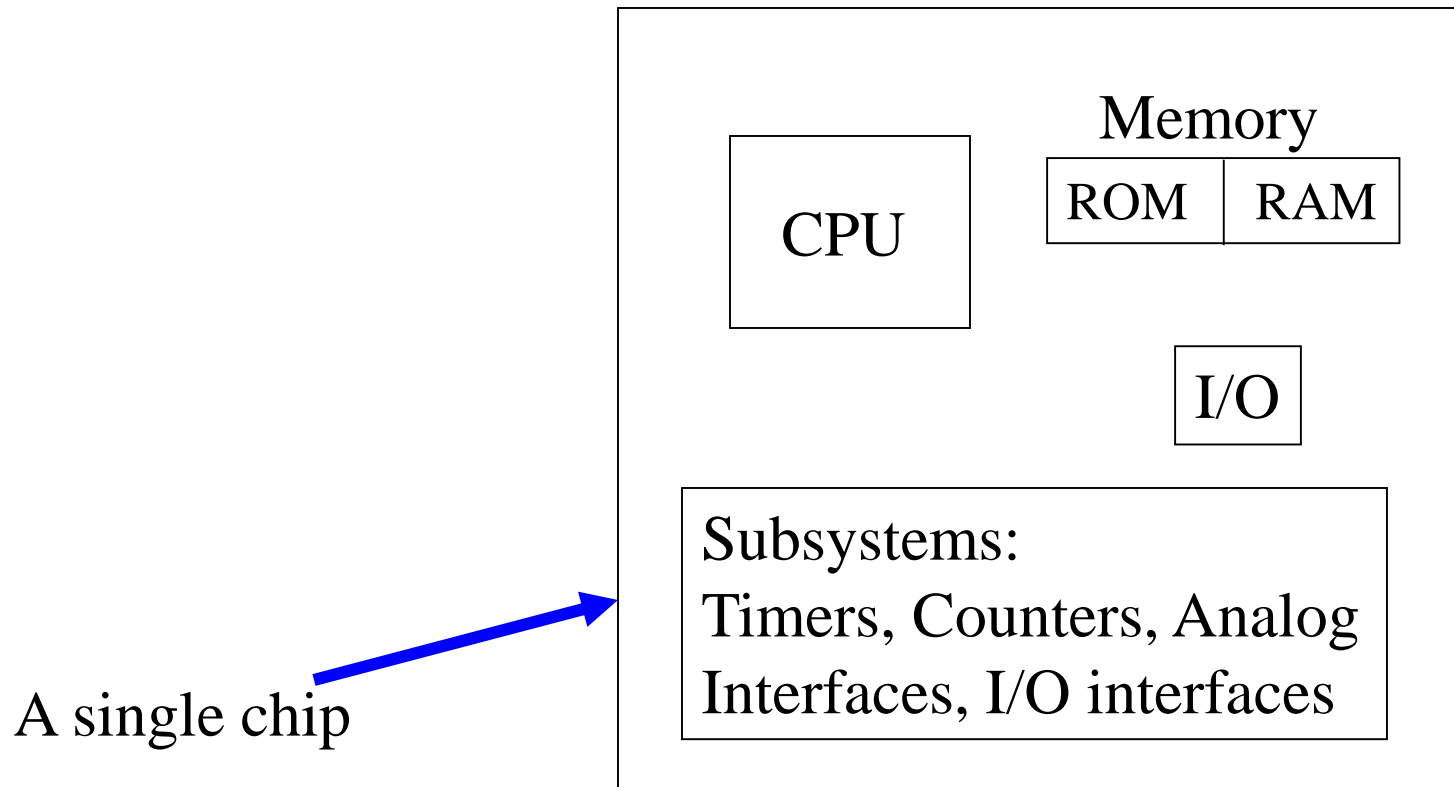 Memory
ROM RAM
CPU
I/O
Subsystems:
Timers, Counters, Analog
Interfaces, I/O interfaces
A single chip